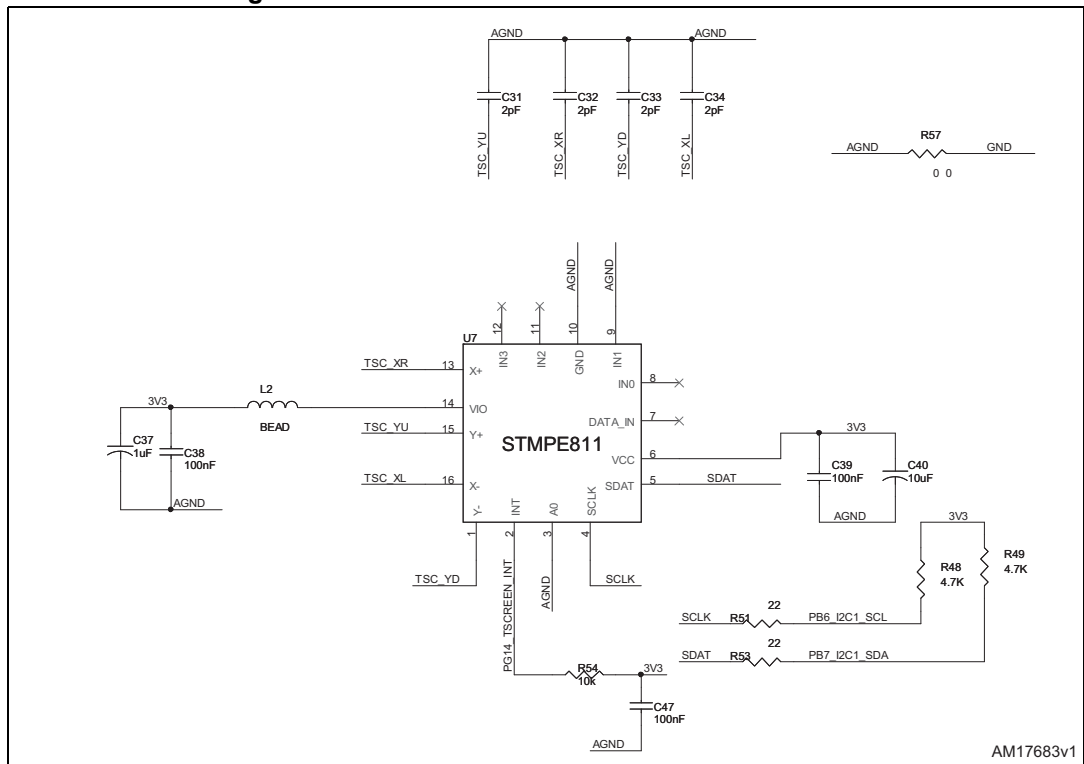 AGND AGND
C31 C32 C33 C34
2pF 2pF 2pF 2pF
TSC_YU TSC_XR TSC_YD TSC_XL
R57
AGND GND
0 0
AGND AGND
12 11 10 9
U7
IN3 IN2 GND IN1
TSC_XR 13 X+
IN0 8
L2
3V3 14 VIO
BEAD
DATA_IN 7
C37
1uF
C38
100nF
TSC_YU 15 Y+
STMPE811
VCC 6 3V3
C39
100nF
C40
10uF
TSC_XL 16 X-
SDAT 5 SDAT
AGND
AGND
Y- INT A0 SCLK
1 2 3 4
TSC_YD
PG14_TSCREEN_INT
AGND
SCLK
3V3
R48
4.7K
R49
4.7K
22
SCLK R51 PB6_I2C1_SCL
22
SDAT R53 PB7_I2C1_SDA
R54 3V3
10k
C47
100nF
AGND
AM17683v1